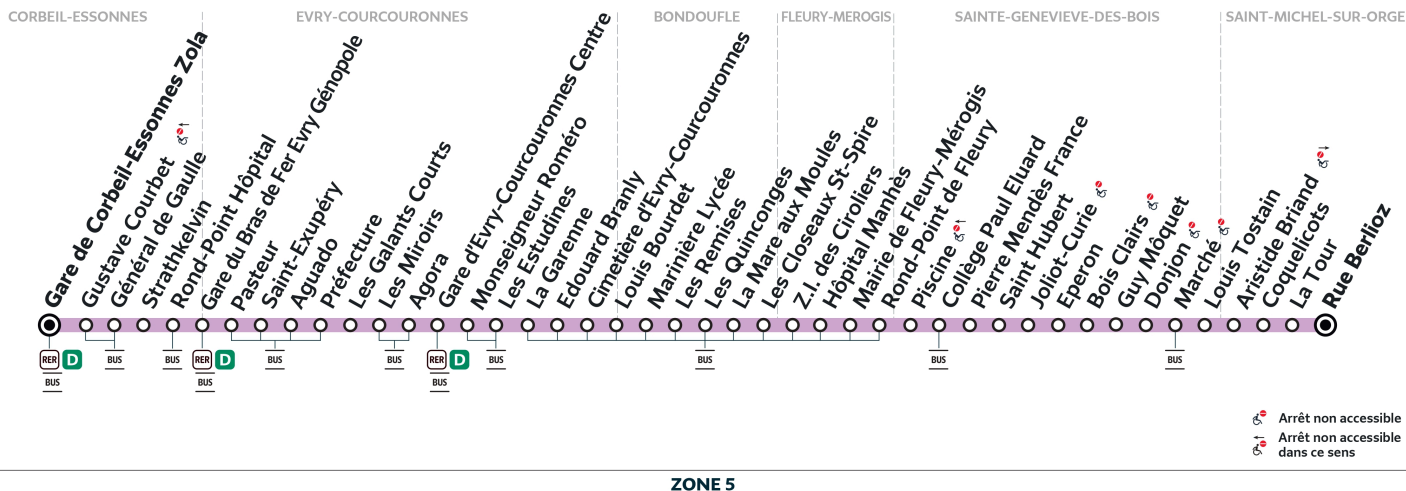 CORBEIL-ESSONNES
EVRY-COURCOURONNES
BONDOUFLE
FLEURY-MEROGIS
SAINTE-GENEVIEVE-DES-BOIS
SAINT-MICHEL-SUR-ORGE
Gare de Corbeil-Essonnes Zola
Gustave Courbet
Général de Gaulle
Strathkelvin
Rond-Point Hôpital
Gare du Bras de Fer Evry Génopole
Pasteur
Saint-Exupéry
Aguado
Préfecture
Les Galants Courts
Les Miroirs
Agora
Gare d'Evry-Courcouronnes Centre
Monseigneur Roméro
Les Estudines
La Garenne
Edouard Branly
Cimetière d'Evry-Courcouronnes
Louis Bourdet
Marinière Lycée
Les Remises
Les Quinconges
La Mare aux Moules
Les Closeaux St-Spire
Z.I. des Ciroliers
Hôpital Manhès
Mairie de Fleury-Mérogis
Rond-Point de Fleury
Piscine
Collège Paul Eluard
Pierre Mendès France
Saint Hubert
Joliot-Curie
Eperon
Bois Clairs
Guy Môquet
Donjon
Marché
Louis Tostain
Aristide Briand
Coquelicots
La Tour
Rue Berlioz
RER D
BUS
BUS
BUS
RER D
BUS
BUS
BUS
RER D
BUS
BUS
BUS
BUS
BUS
Arrêt non accessible
Arrêt non accessible
dans ce sens
ZONE 5